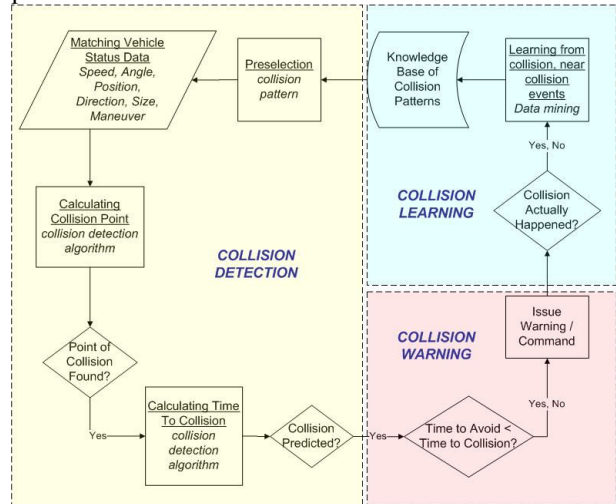 Matching Vehicle
Status Data
Speed, Angle,
Position,
Direction, Size,
Maneuver
Preselection
collision
pattern
Knowledge
Base of
Collision
Patterns
Learning from
collision, near
collision
events
Data mining
Yes, No
Calculating
Collision Point
collision detection
algorithm
COLLISION
DETECTION
COLLISION
LEARNING
Collision
Actually
Happened?
Point of
Collision
Found?
COLLISION
WARNING
Issue
Warning /
Command
Yes, No
Yes
Calculating Time
To Collision
collision
detection
algorithm
Collision
Predicted?
Yes
Time to Avoid <
Time to Collision?